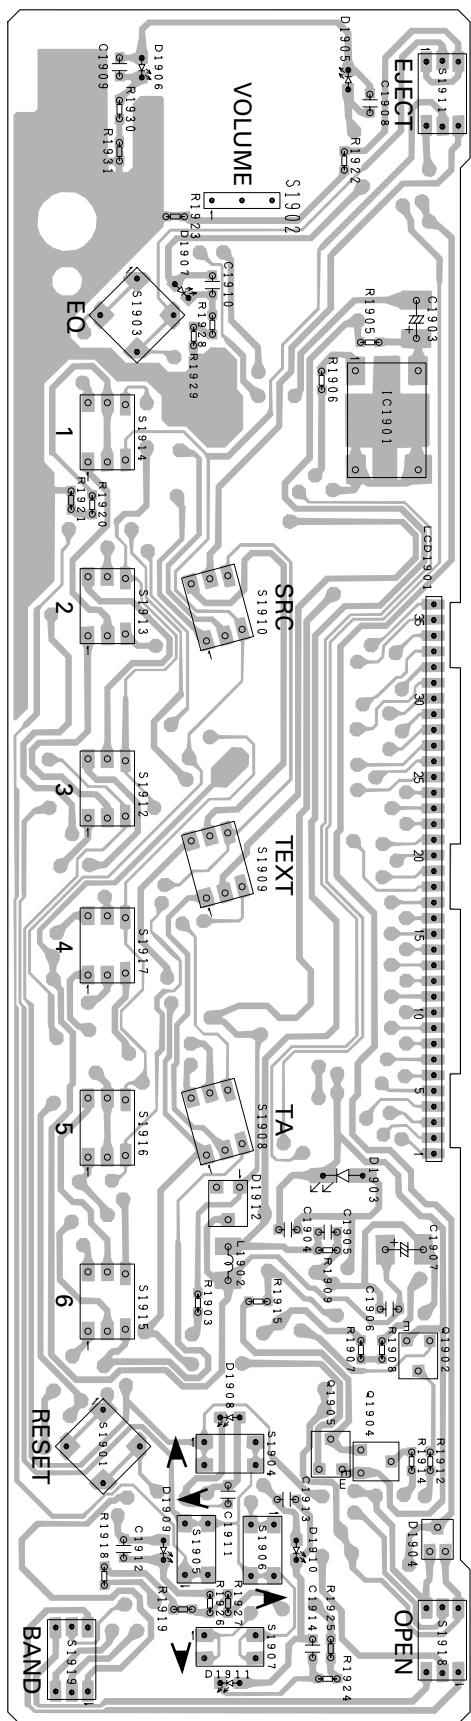 D1906
C1909
R1930
R1931
D1905
C1908
R1922
S1911
EJECT
VOLUME
S1902
R1923
D1907
C1910
R1928
R1929
S1903
EQ
C1903
R1905
R1906
IC1901
1
S1914
R1920
R1921
LCD1901
35
30
25
20
15
10
5
1
2
S1913
SRC
S1910
3
S1912
TEXT
S1909
4
S1917
5
S1916
TA
S1908
D1912
D1903
C1904
C1905
R1909
L1902
C1907
C1906
6
S1915
R1903
R1915
R1907
R1908
E
Q1902
RESET
S1901
D1908
S1904
Q1905
Q1904
E
E
R1912
R1914
C1911
C1913
D1909
S1905
S1906
D1910
D1904
C1912
R1918
R1919
R1926
R1927
C1914
R1925
R1924
S1907
D1911
BAND
S1919
OPEN
S1918